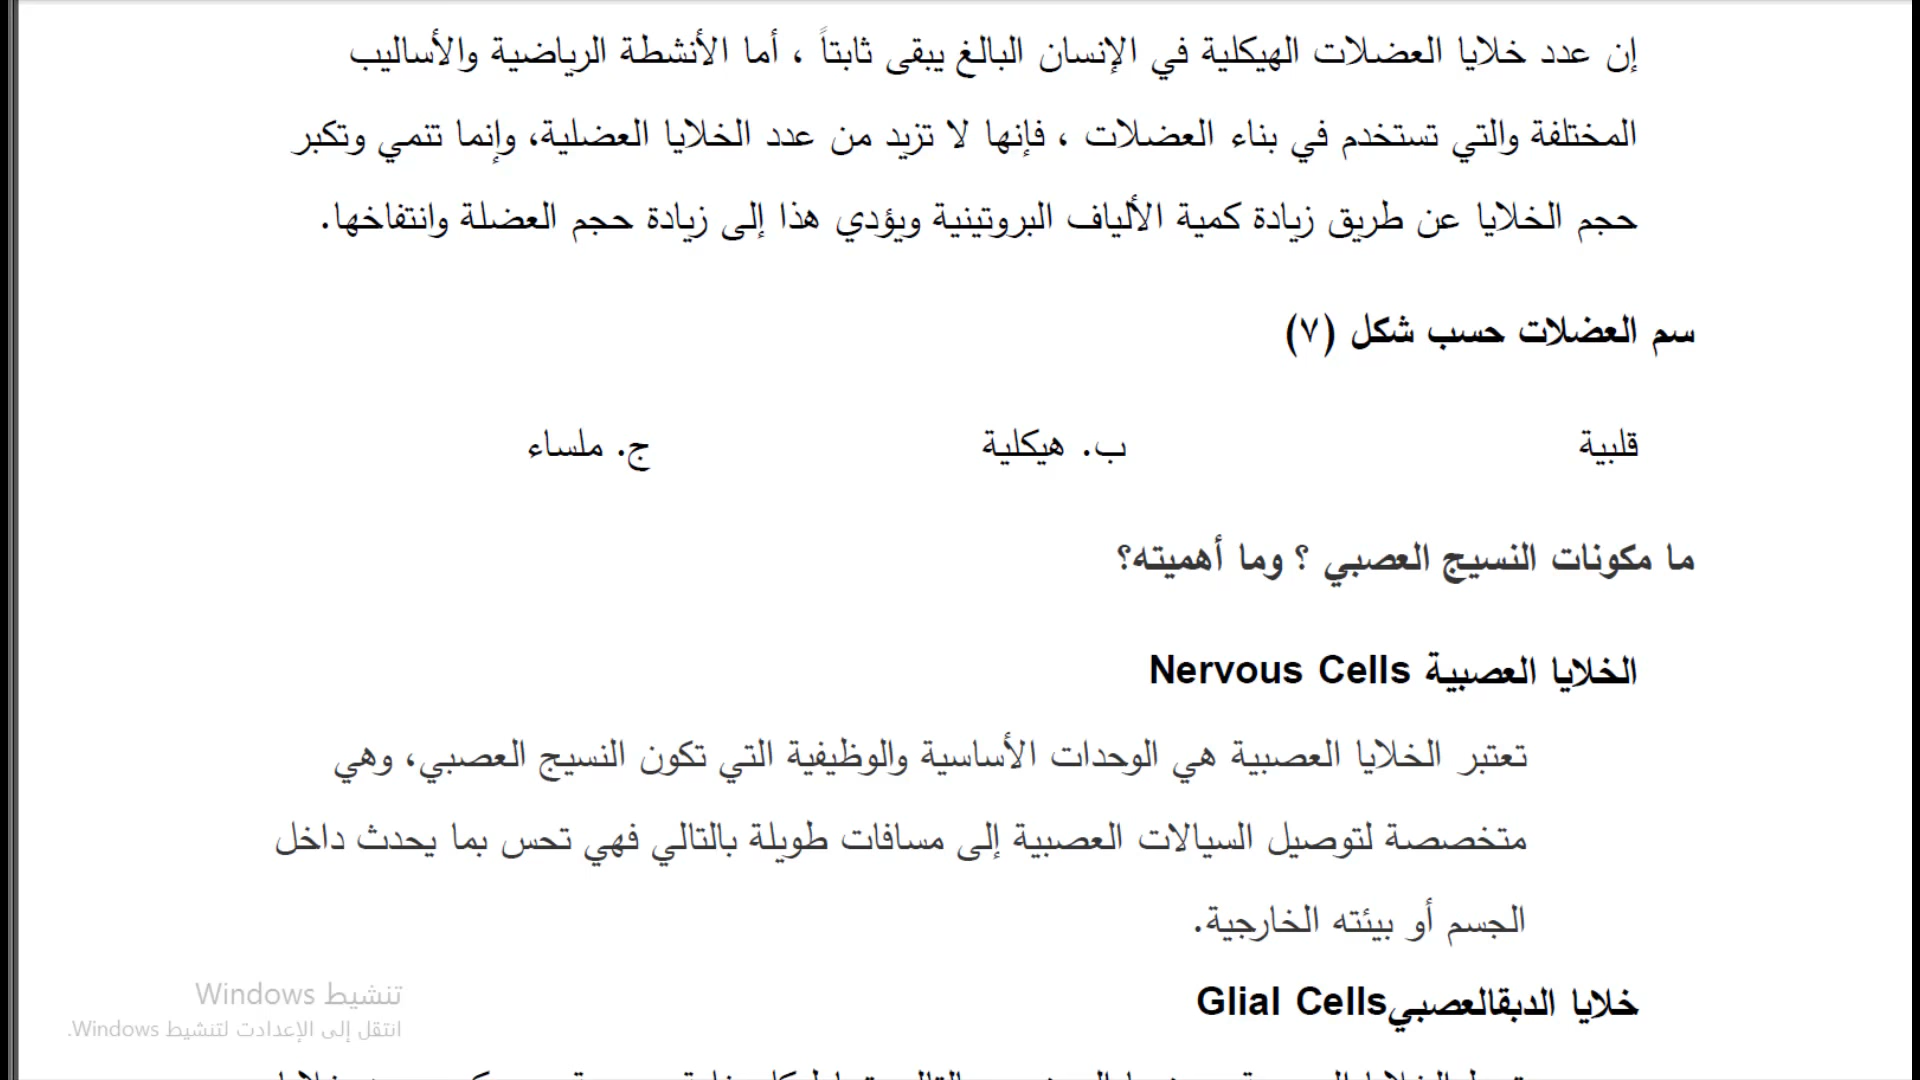 إن عدد خلايا العضلات الهيكلية في الإنسان البالغ يبقى ثابتاً ، أما الأنشطة الرياضية والأساليب
المختلفة والتي تستخدم في بناء العضلات ، فإنها لا تزيد من عدد الخلايا العضلية، وإنما تنمي وتكبر
حجم الخلايا عن طريق زيادة كمية الألياف البروتينية ويؤدي هذا إلى زيادة حجم العضلة وانتفاخها.
سم العضلات حسب شكل (٧)
قلبية ب. هيكلية ج. ملساء
ما مكونات النسيج العصبي ؟ وما أهميته؟
الخلايا العصبية Nervous Cells
تعتبر الخلايا العصبية هي الوحدات الأساسية والوظيفية التي تكون النسيج العصبي، وهي
متخصصة لتوصيل السيالات العصبية إلى مسافات طويلة بالتالي فهي تحس بما يحدث داخل
الجسم أو بيئته الخارجية.
خلايا الدبقالعصبيGlial Cells
تنشيط Windows
انتقل إلى الإعدادت لتنشيط Windows.